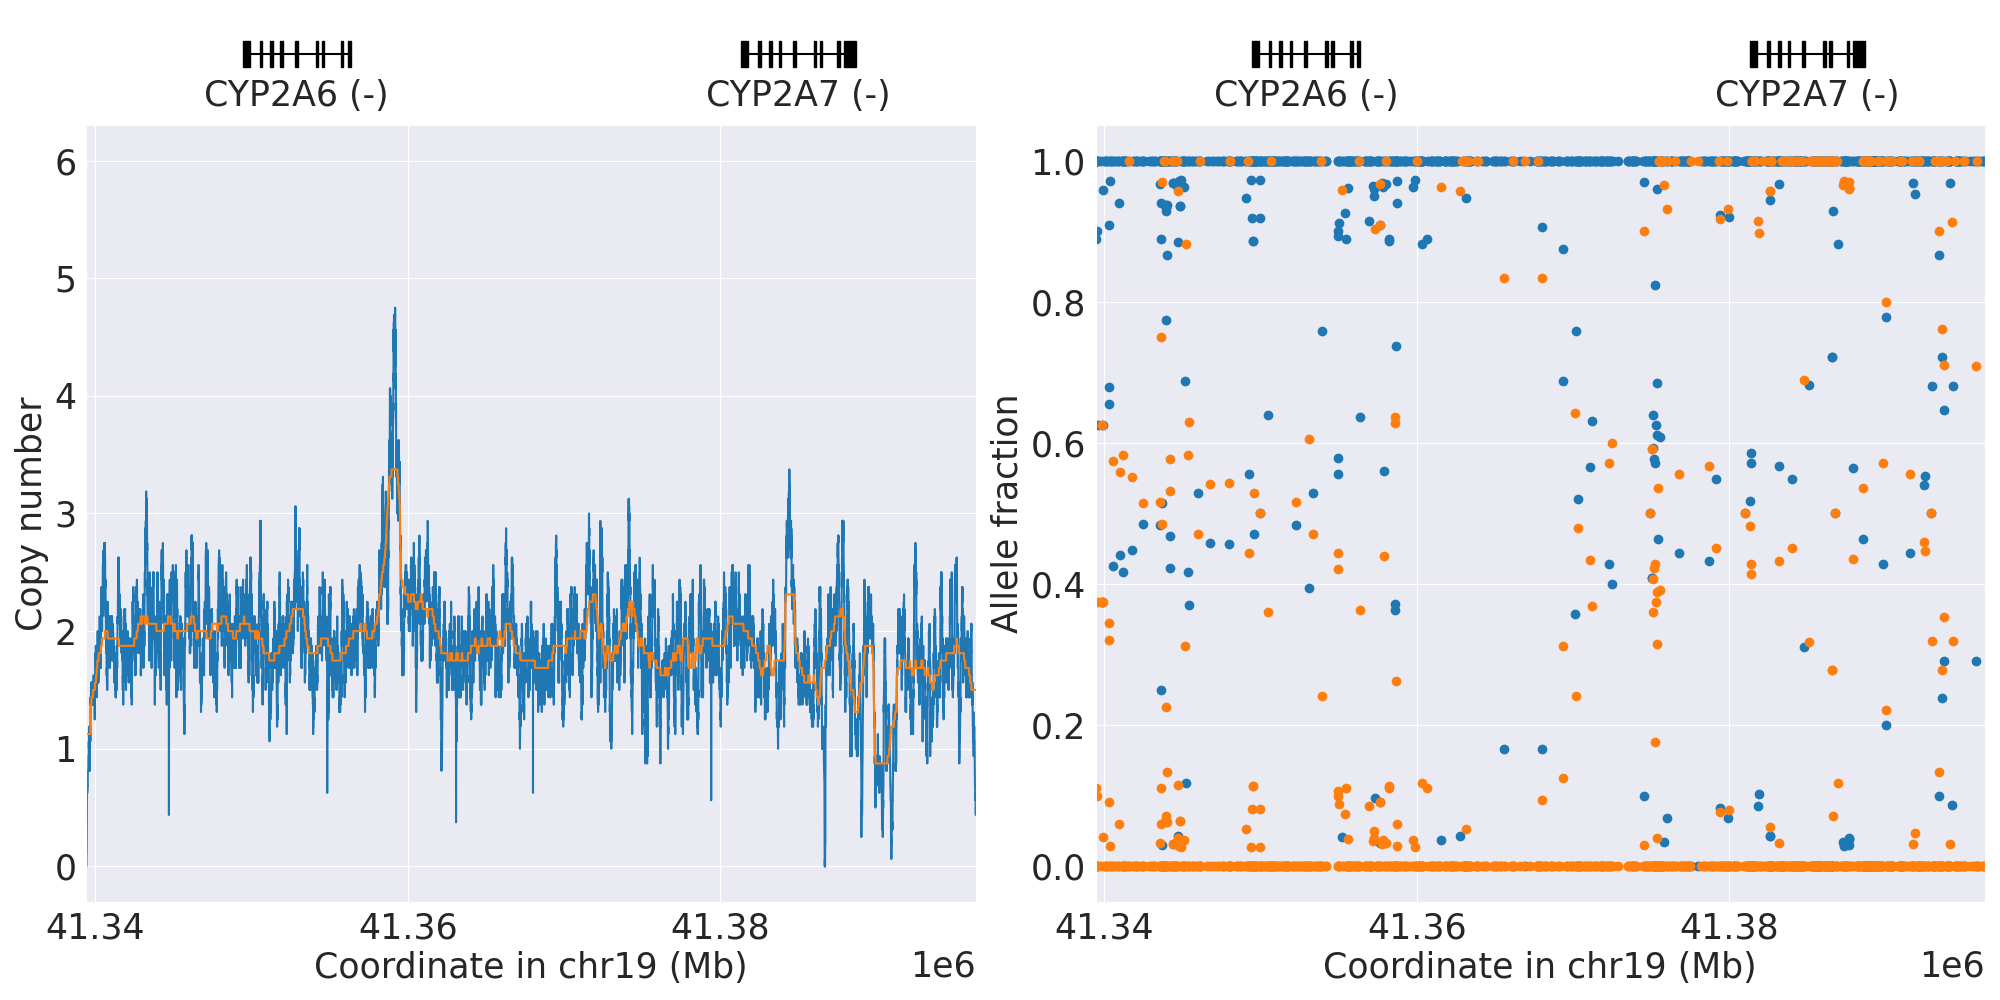 CYP2A6 (-)
CYP2A7 (-)
Copy number
6
5
4
3
2
1
0
41.34
41.36
41.38
Coordinate in chr19 (Mb)
1e6
CYP2A6 (-)
CYP2A7 (-)
Allele fraction
1.0
0.8
0.6
0.4
0.2
0.0
41.34
41.36
41.38
Coordinate in chr19 (Mb)
1e6